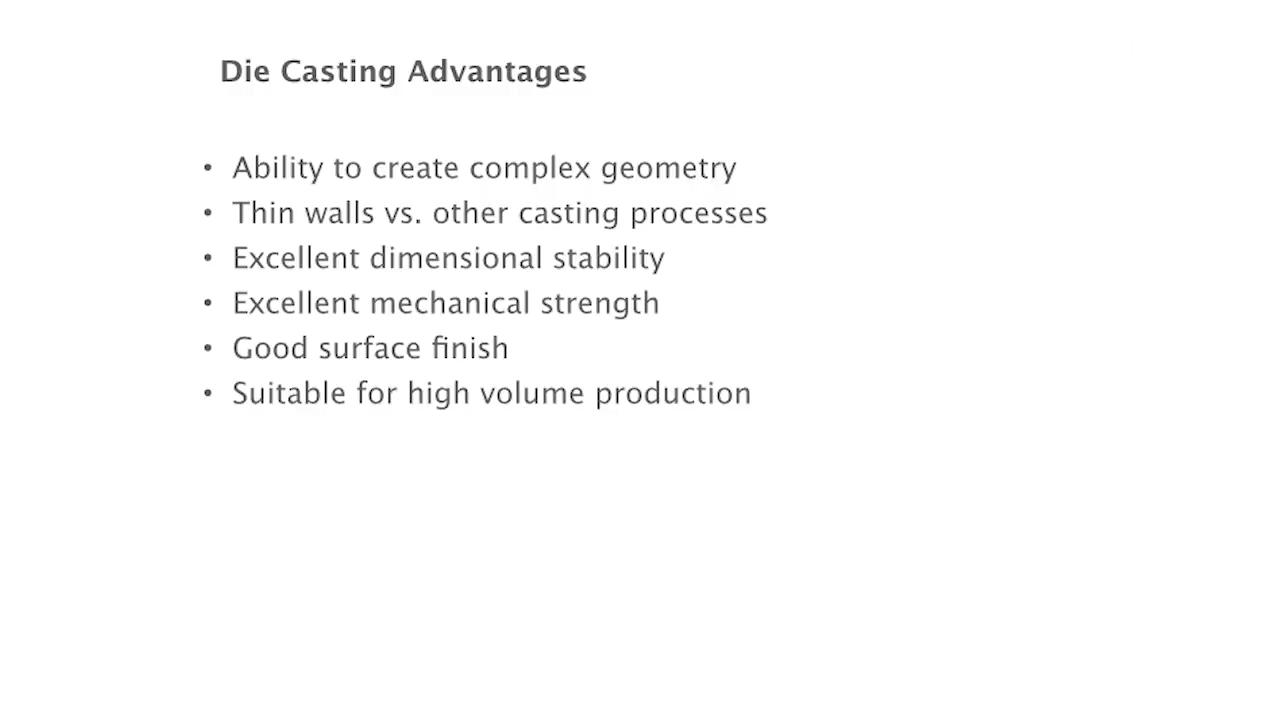 Die Casting Advantages
• Ability to create complex geometry
• Thin walls vs. other casting processes
• Excellent dimensional stability
• Excellent mechanical strength
• Good surface finish
• Suitable for high volume production